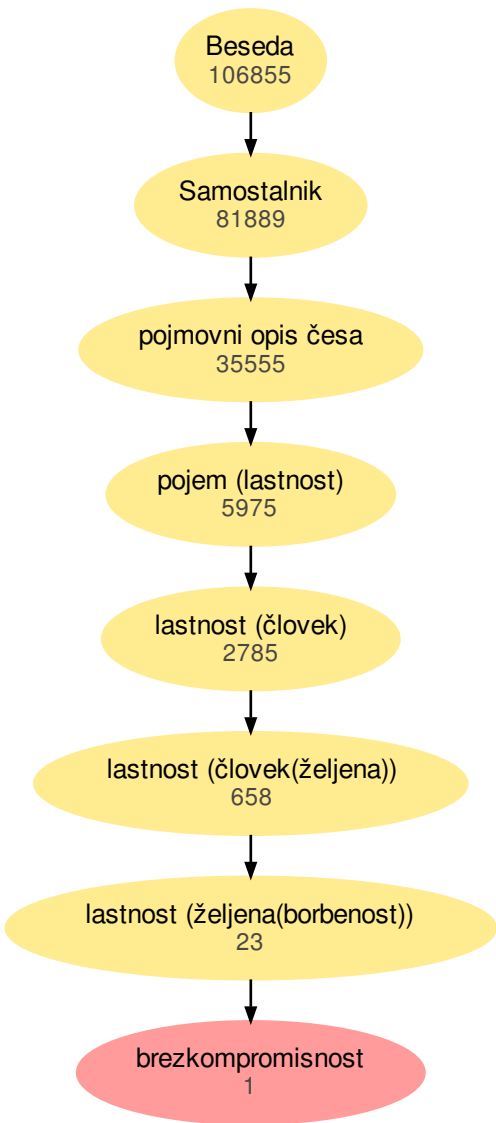 Beseda
106855
Samostalnik
81889
pojmovni opis česa
35555
pojem (lastnost)
5975
lastnost (človek)
2785
lastnost (človek(željena))
658
lastnost (željena(borbenost))
23
brezkompromisnost
1